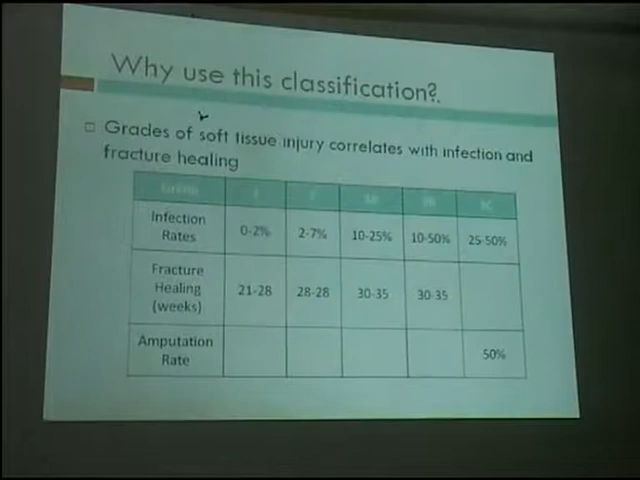 Why use this classification?.
Grades of soft tissue injury correlates with infection and
fracture healing
Infection Rates 0-2% 2-7% 10-25% 10-50% 25-50%
Fracture Healing (weeks) 21-28 28-28 30-35 30-35
Amputation Rate 50%